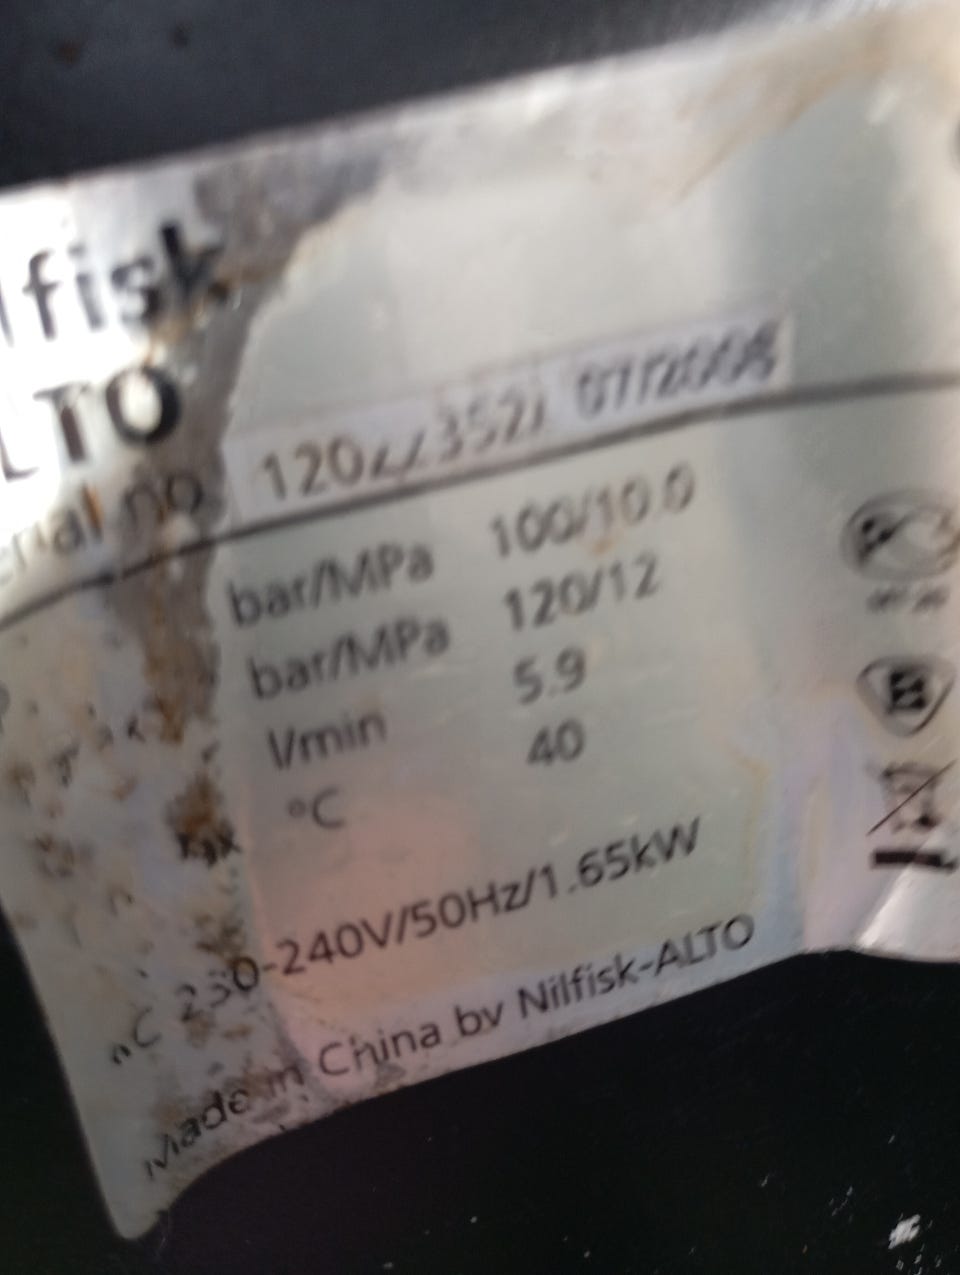 lfisk
LTO
erial no
bar/MPa 100/10.0
bar/MPa 120/12
l/min 5.9
°C 40
230-240V/50Hz/1.65kW
Made in China by Nilfisk-ALTO